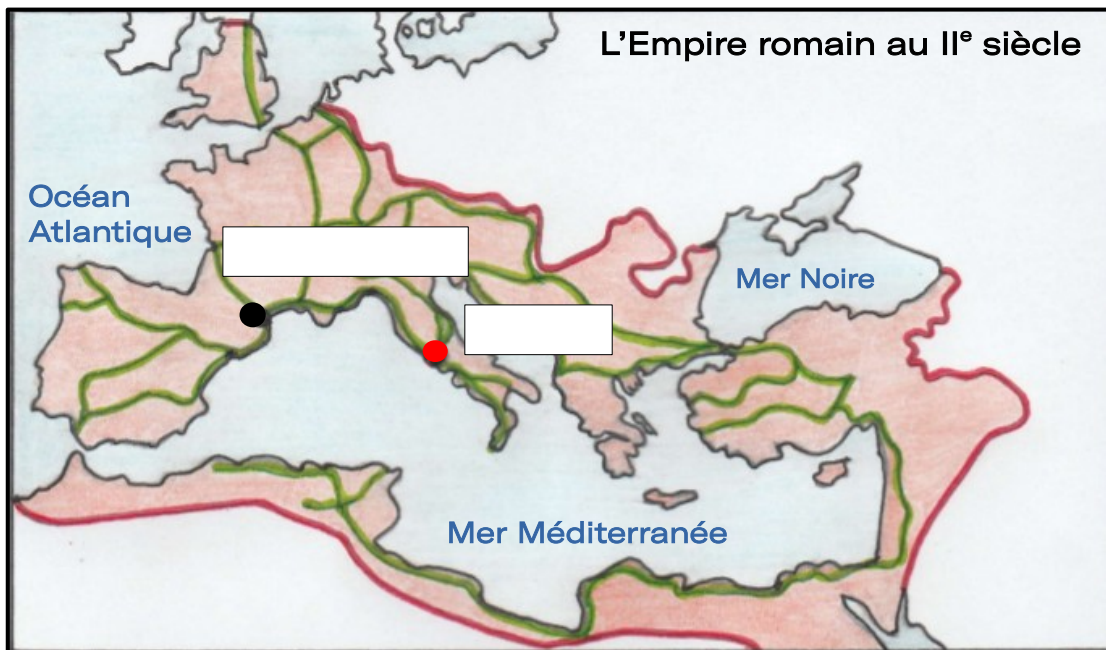 L'Empire romain au IIᵉ siècle
Océan
Atlantique
Mer Noire
Mer Méditerranée